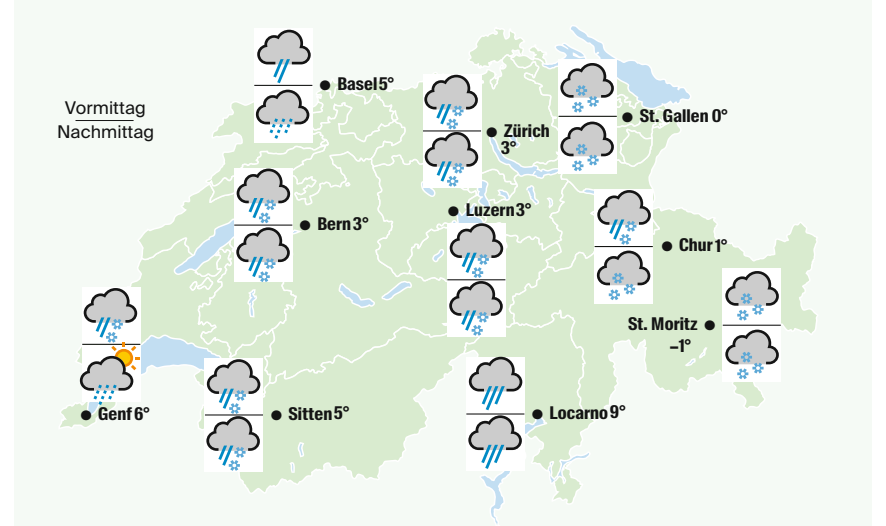 Vormittag
Nachmittag
Basel 5°
Zürich
3°
St. Gallen 0°
Bern 3°
Luzern 3°
Chur 1°
St. Moritz
–1°
Genf 6°
Sitten 5°
Locarno 9°